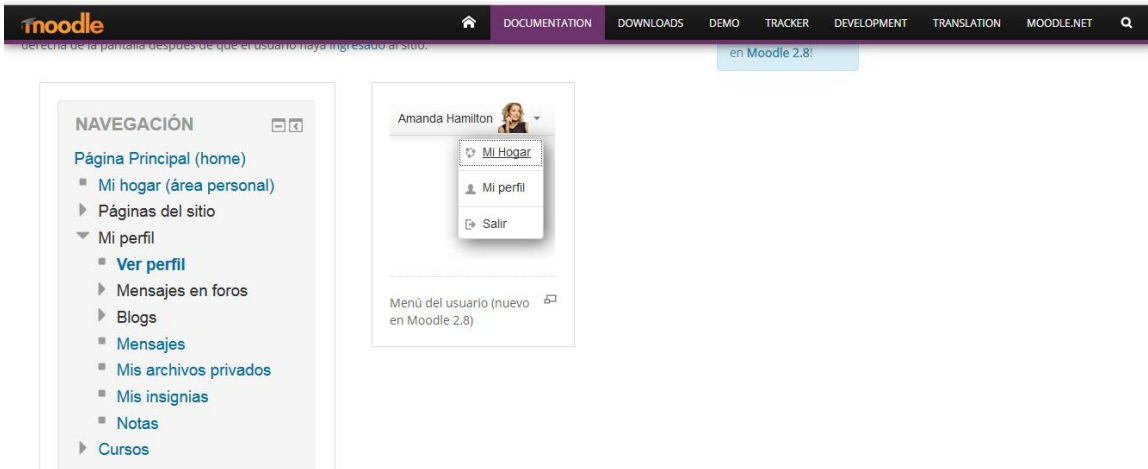 moodle
DOCUMENTATION DOWNLOADS DEMO TRACKER DEVELOPMENT TRANSLATION MOODLE.NET
derecha de la pantalla después de que el usuario haya ingresado al sitio.
en Moodle 2.8!
NAVEGACIÓN
Página Principal (home)
Mi hogar (área personal)
Páginas del sitio
Mi perfil
Ver perfil
Mensajes en foros
Blogs
Mensajes
Mis archivos privados
Mis insignias
Notas
Cursos
Amanda Hamilton
Mi Hogar
Mi perfil
Salir
Menú del usuario (nuevo
en Moodle 2.8)